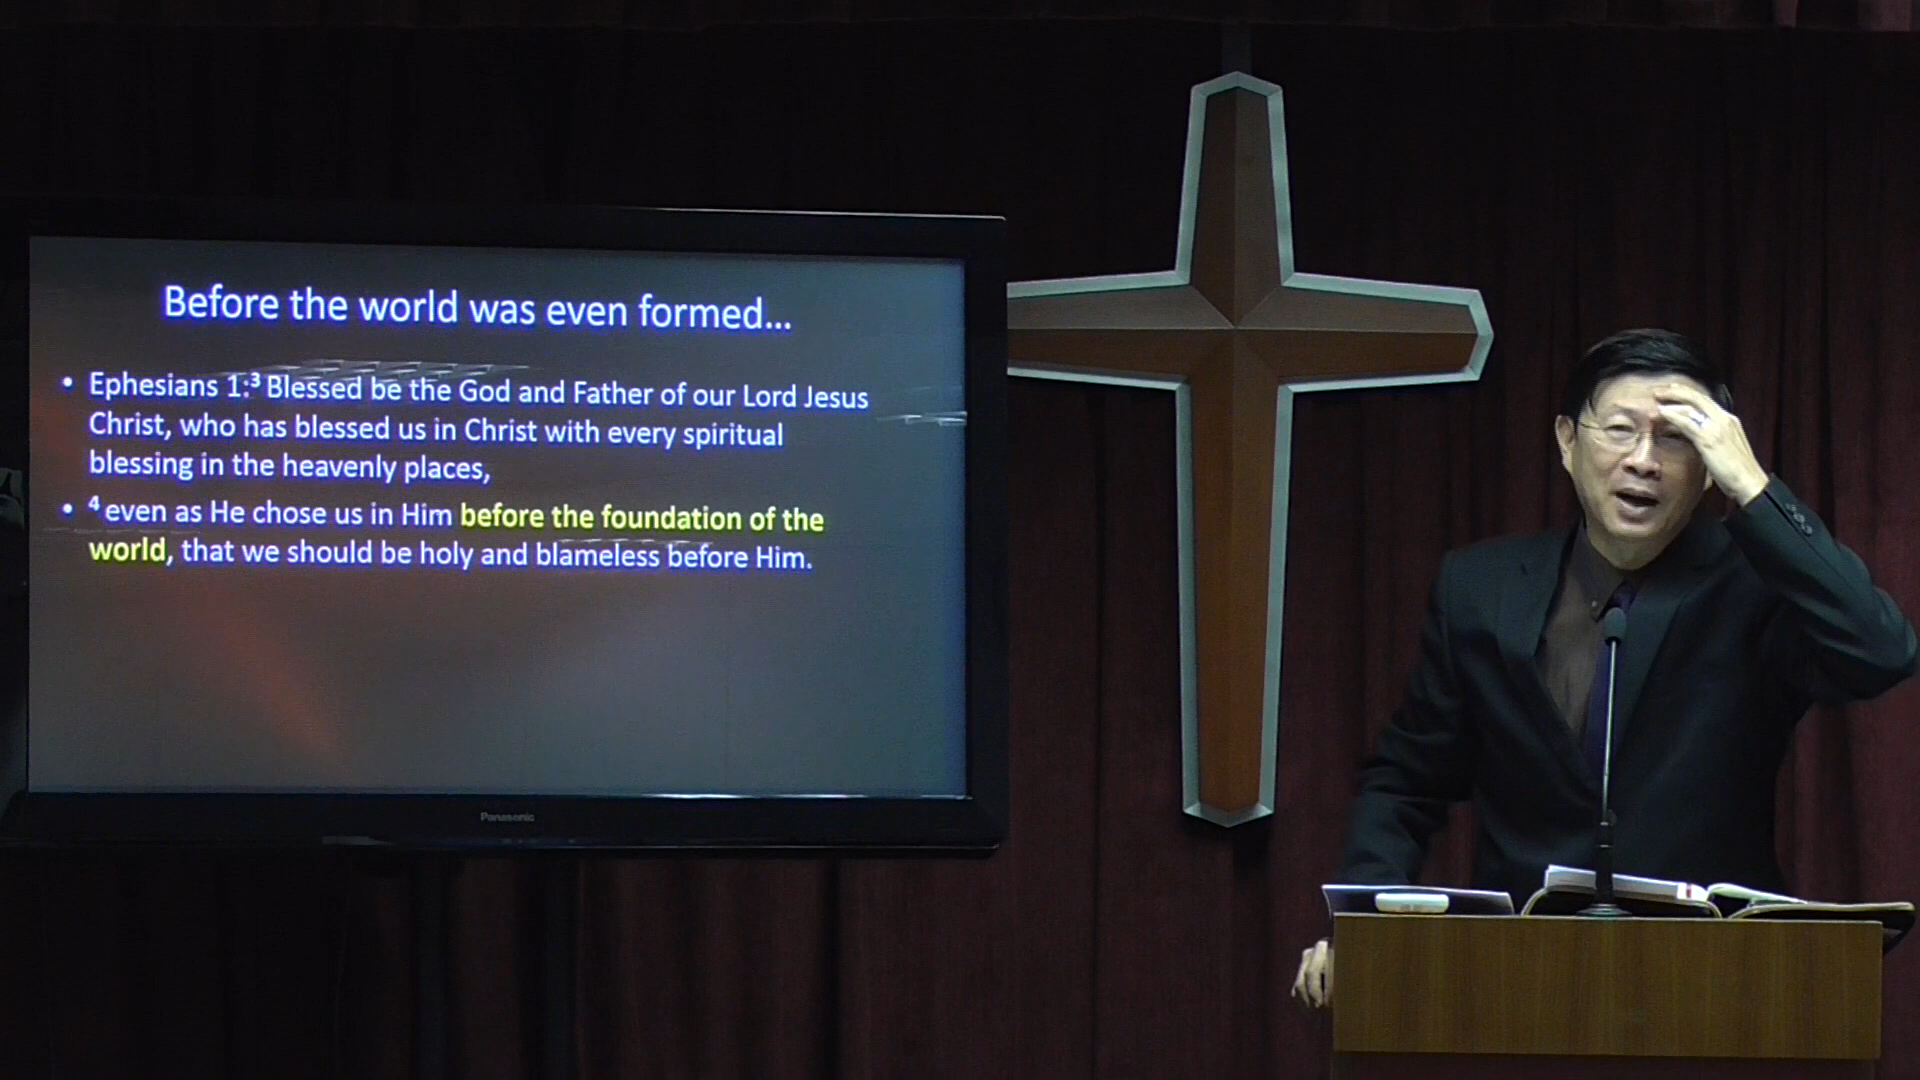 Before the world was even formed...
• Ephesians 1:³ Blessed be the God and Father of our Lord Jesus
Christ, who has blessed us in Christ with every spiritual
blessing in the heavenly places,
• ⁴ even as He chose us in Him before the foundation of the
world, that we should be holy and blameless before Him.
Panasonic